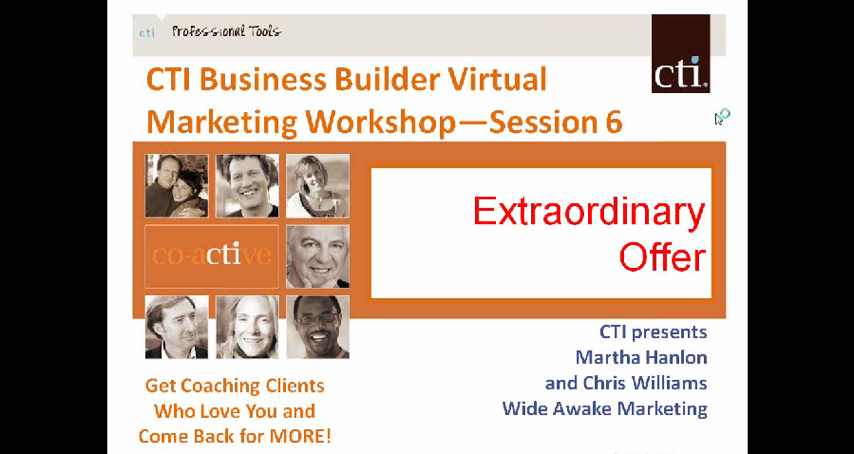 cti Professional Tools
cti
CTI Business Builder Virtual
Marketing Workshop—Session 6
Extraordinary
Offer
co-active
CTI presents
Martha Hanlon
and Chris Williams
Wide Awake Marketing
Get Coaching Clients
Who Love You and
Come Back for MORE!